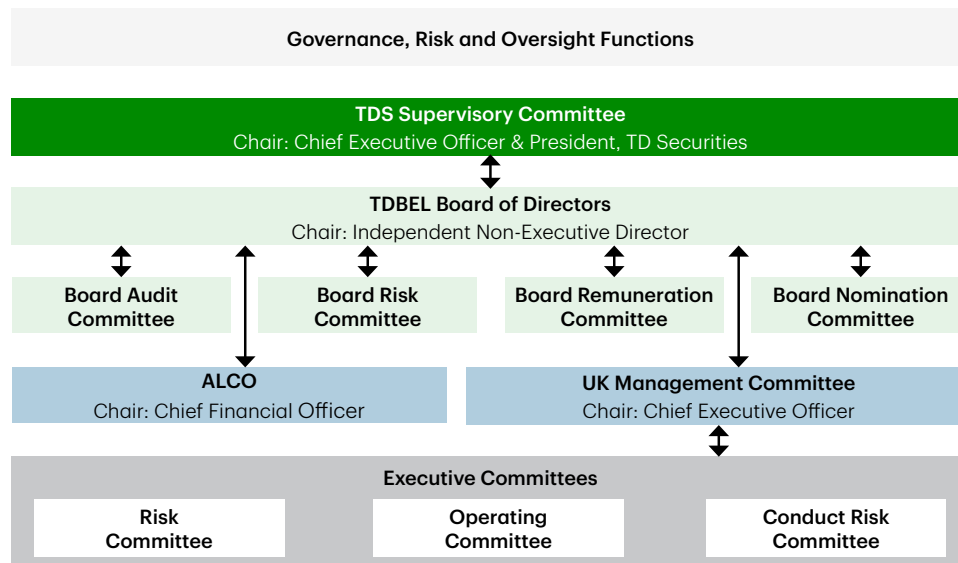 Governance, Risk and Oversight Functions
TDS Supervisory Committee
Chair: Chief Executive Officer & President, TD Securities
TDBEL Board of Directors
Chair: Independent Non-Executive Director
Board Audit
Committee
Board Risk
Committee
Board Remuneration
Committee
Board Nomination
Committee
ALCO
Chair: Chief Financial Officer
UK Management Committee
Chair: Chief Executive Officer
Executive Committees
Risk
Committee
Operating
Committee
Conduct Risk
Committee